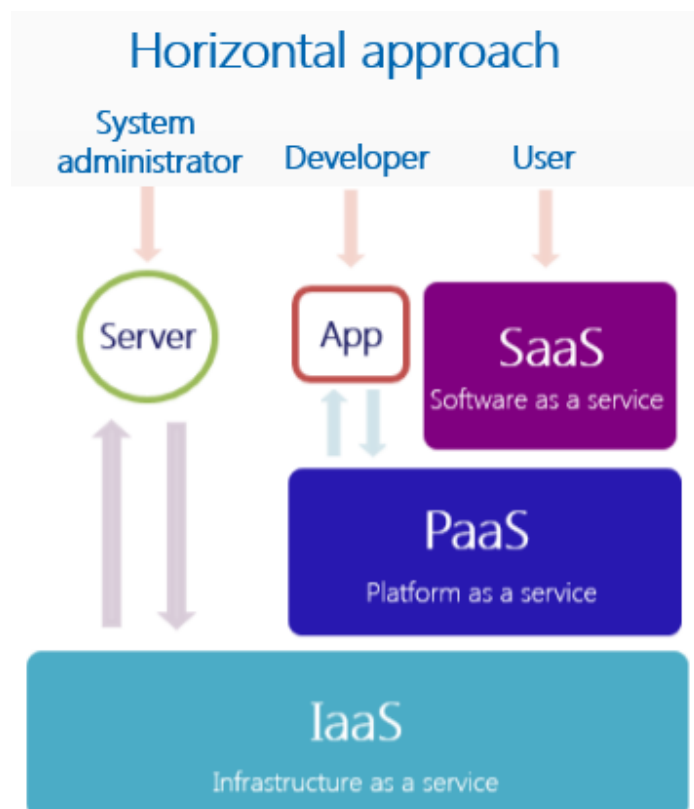 Horizontal approach
System
administrator
Developer
User
Server
App
SaaS
Software as a service
PaaS
Platform as a service
IaaS
Infrastructure as a service